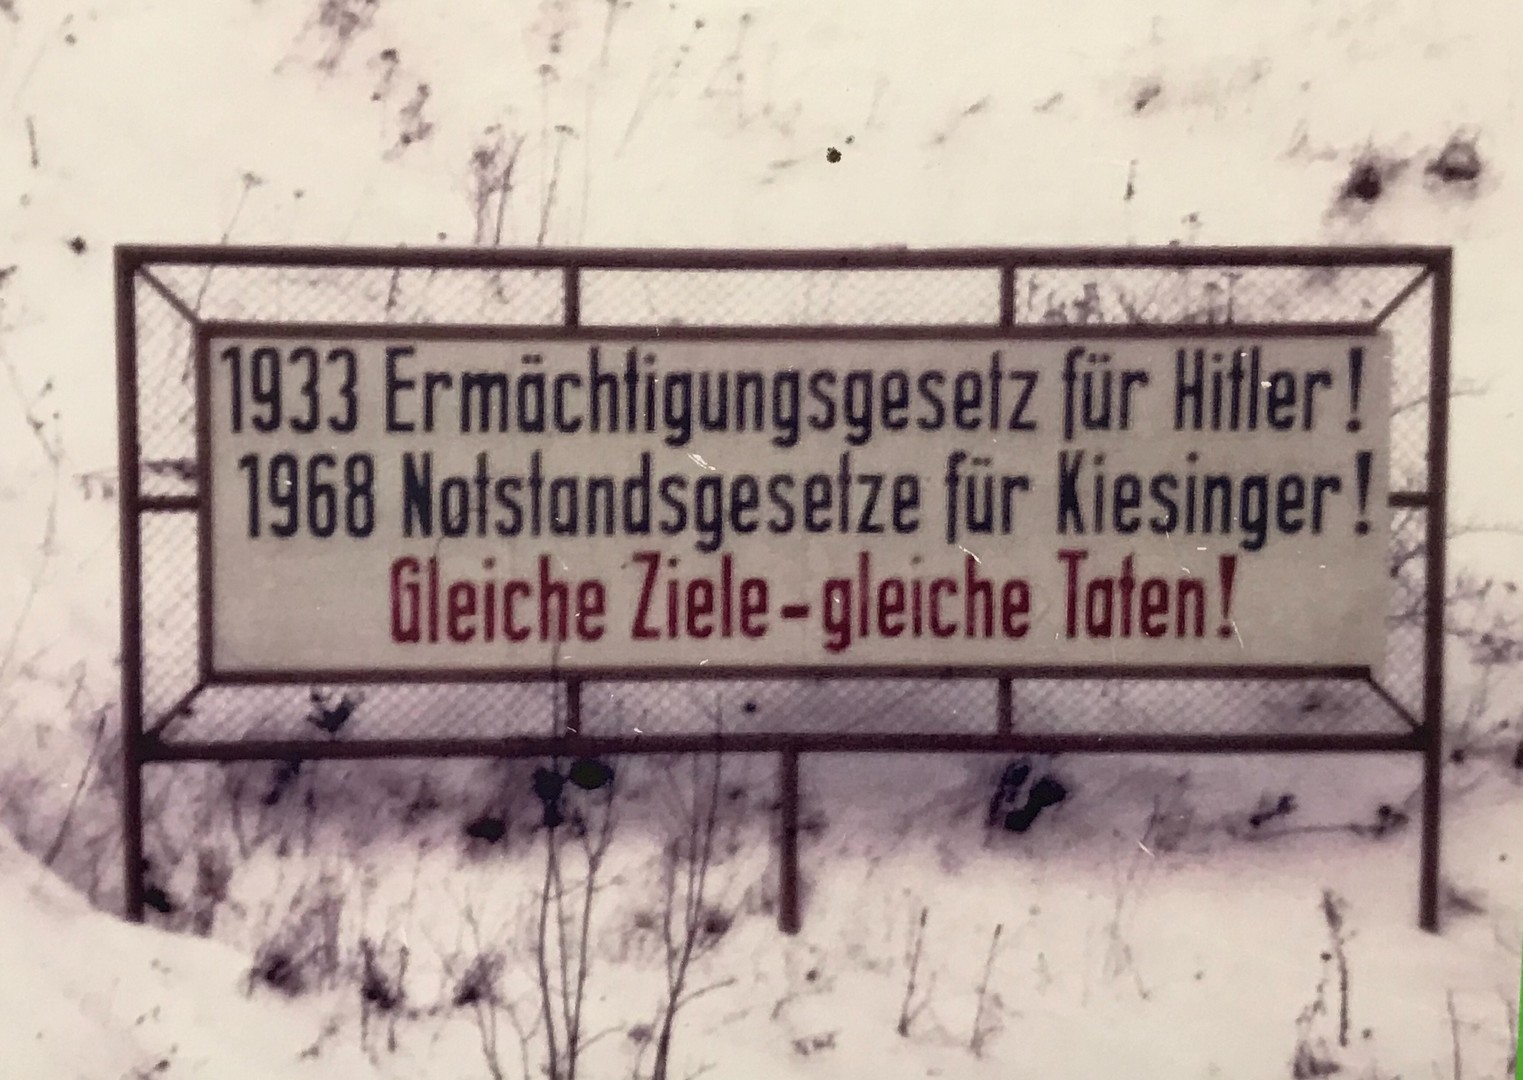 1933 Ermächtigungsgesetz für Hitler!
1968 Notstandsgesetze für Kiesinger!
Gleiche Ziele - gleiche Taten!